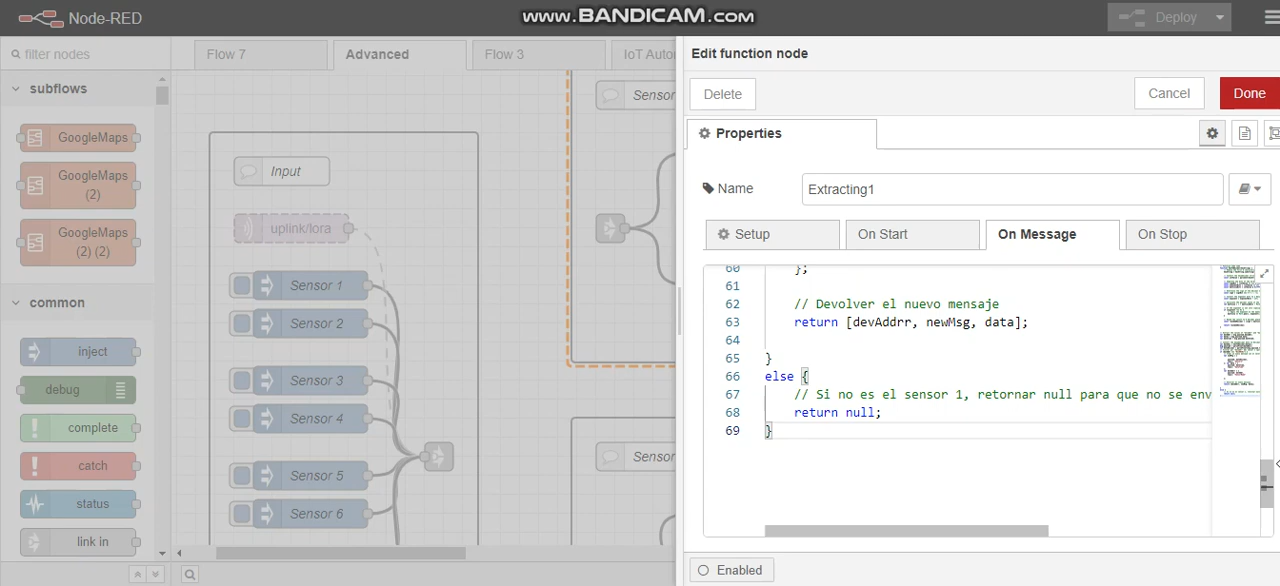 www.BANDICAM.com
Node-RED
Deploy
filter nodes
Flow 7
Advanced
Flow 3
IoT Auto
Edit function node
subflows
Delete
Cancel
Done
GoogleMaps
GoogleMaps
(2)
GoogleMaps
(2) (2)
Input
uplink/lora
Sensor
Properties
Name
Extracting1
Setup
On Start
On Message
On Stop
common
inject
debug
complete
catch
status
link in
Sensor 1
Sensor 2
Sensor 3
Sensor 4
Sensor 5
Sensor 6
Sensor
60 };
61
62 // Devolver el nuevo mensaje
63 return [devAddrr, newMsg, data];
64
65 }
66 else {
67 // Si no es el sensor 1, retornar null para que no se env
68 return null;
69 }
Enabled